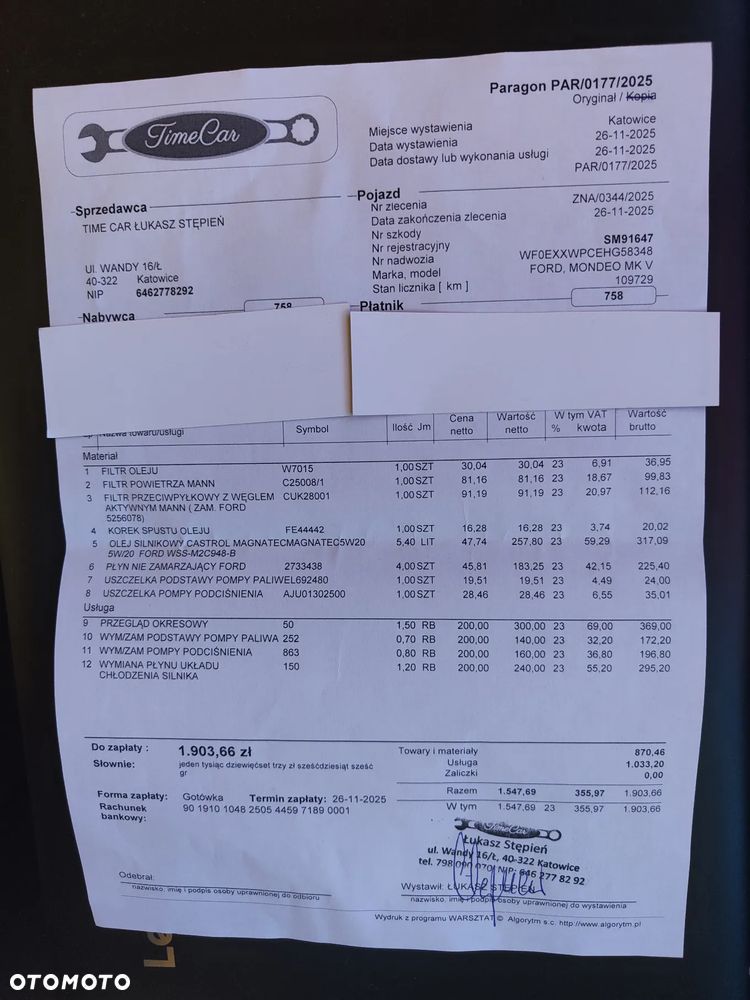 Paragon PAR/0177/2025
Oryginał / Kopia
TimeCar
Miejsce wystawienia Katowice
Data wystawienia 26-11-2025
Data dostawy lub wykonania usługi 26-11-2025
PAR/0177/2025
Sprzedawca
TIME CAR ŁUKASZ STĘPIEŃ
Ul. WANDY 16/Ł
40-322 Katowice
NIP 6462778292
Pojazd
Nr zlecenia ZNA/0344/2025
Data zakończenia zlecenia 26-11-2025
Nr szkody
Nr rejestracyjny SM91647
Nr nadwozia WF0EXXWPCEHG58348
Marka, model FORD, MONDEO MK V
Stan licznika [ km ] 109729
Nabywca 758
Płatnik 758
Lp Nazwa towaru/usługi Symbol Ilość Jm Cena netto Wartość netto W tym VAT % kwota Wartość brutto
Materiał
1 FILTR OLEJU W7015 1,00 SZT 30,04 30,04 23 6,91 36,95
2 FILTR POWIETRZA MANN C25008/1 1,00 SZT 81,16 81,16 23 18,67 99,83
3 FILTR PRZECIWPYŁKOWY Z WĘGLEM CUK28001 1,00 SZT 91,19 91,19 23 20,97 112,16
AKTYWNYM MANN ( ZAM. FORD
5256078)
4 KOREK SPUSTU OLEJU FE44442 1,00 SZT 16,28 16,28 23 3,74 20,02
5 OLEJ SILNIKOWY CASTROL MAGNATECMAGNATEC5W20 5,40 LIT 47,74 257,80 23 59,29 317,09
5W/20 FORD WSS-M2C948-B
6 PŁYN NIE ZAMARZAJĄCY FORD 2733438 4,00 SZT 45,81 183,25 23 42,15 225,40
7 USZCZELKA PODSTAWY POMPY PALIWEL692480 1,00 SZT 19,51 19,51 23 4,49 24,00
8 USZCZELKA POMPY PODCIŚNIENIA AJU01302500 1,00 SZT 28,46 28,46 23 6,55 35,01
Usługa
9 PRZEGLĄD OKRESOWY 50 1,50 RB 200,00 300,00 23 69,00 369,00
10 WYM/ZAM PODSTAWY POMPY PALIWA 252 0,70 RB 200,00 140,00 23 32,20 172,20
11 WYM/ZAM POMPY PODCIŚNIENIA 863 0,80 RB 200,00 160,00 23 36,80 196,80
12 WYMIANA PŁYNU UKŁADU 150 1,20 RB 200,00 240,00 23 55,20 295,20
CHŁODZENIA SILNIKA
Do zapłaty : 1.903,66 zł
Słownie: jeden tysiąc dziewięćset trzy zł sześćdziesiąt sześć
gr
Forma zapłaty: Gotówka Termin zapłaty: 26-11-2025
Rachunek bankowy: 90 1910 1048 2505 4459 7189 0001
Towary i materiały 870,46
Usługa 1.033,20
Zaliczki 0,00
Razem 1.547,69 355,97 1.903,66
W tym 1.547,69 23 355,97 1.903,66
TimeCar
Łukasz Stępień
ul. Wandy 16/Ł, 40-322 Katowice
tel. 798 090 070 NIP: 646 277 82 92
Odebrał:
nazwisko, imię i podpis osoby uprawnionej do odbioru
Wystawił: ŁUKASZ STĘPIEŃ
nazwisko, imię i podpis osoby uprawnionej do wystawienia
Wydruk z programu WARSZTAT © Algorytm s.c. http://www.algorytm.pl
Le
OTOMOTO